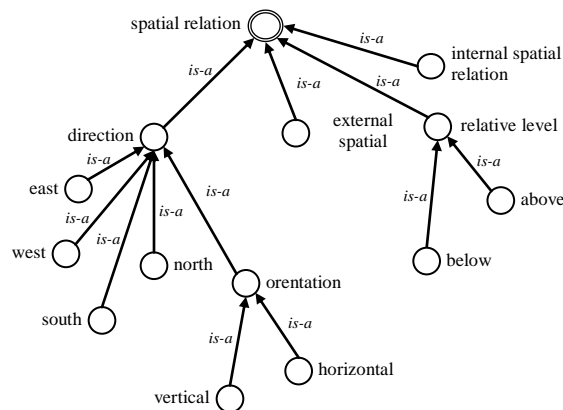 spatial relation
is-a
internal spatial
relation
is-a
is-a
is-a
direction
external
spatial
relative level
is-a
east
is-a
is-a
is-a
above
is-a
west
is-a
is-a
north
below
orentation
south
is-a
is-a
horizontal
vertical